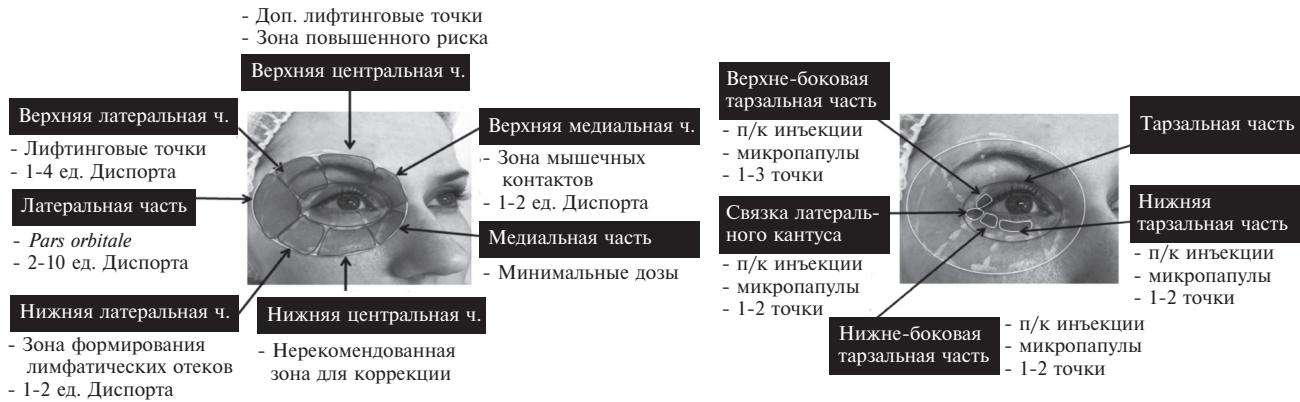 - Доп. лифтинговые точки
- Зона повышенного риска
Верхняя центральная ч.
Верхняя латеральная ч.
- Лифтинговые точки
- 1-4 ед. Диспорта
Латеральная часть
- Pars orbitale
- 2-10 ед. Диспорта
Нижняя латеральная ч.
- Зона формирования
лимфатических отеков
- 1-2 ед. Диспорта
Верхняя медиальная ч.
- Зона мышечных
контактов
- 1-2 ед. Диспорта
Медиальная часть
- Минимальные дозы
Нижняя центральная ч.
- Нерекомендованная
зона для коррекции
Верхне-боковая
тарзальная часть
- п/к инъекции
- микропапулы
- 1-3 точки
Связка латераль-
ного кантуса
- п/к инъекции
- микропапулы
- 1-2 точки
Тарзальная часть
Нижняя
тарзальная часть
- п/к инъекции
- микропапулы
- 1-2 точки
Нижне-боковая
тарзальная часть
- п/к инъекции
- микропапулы
- 1-2 точки